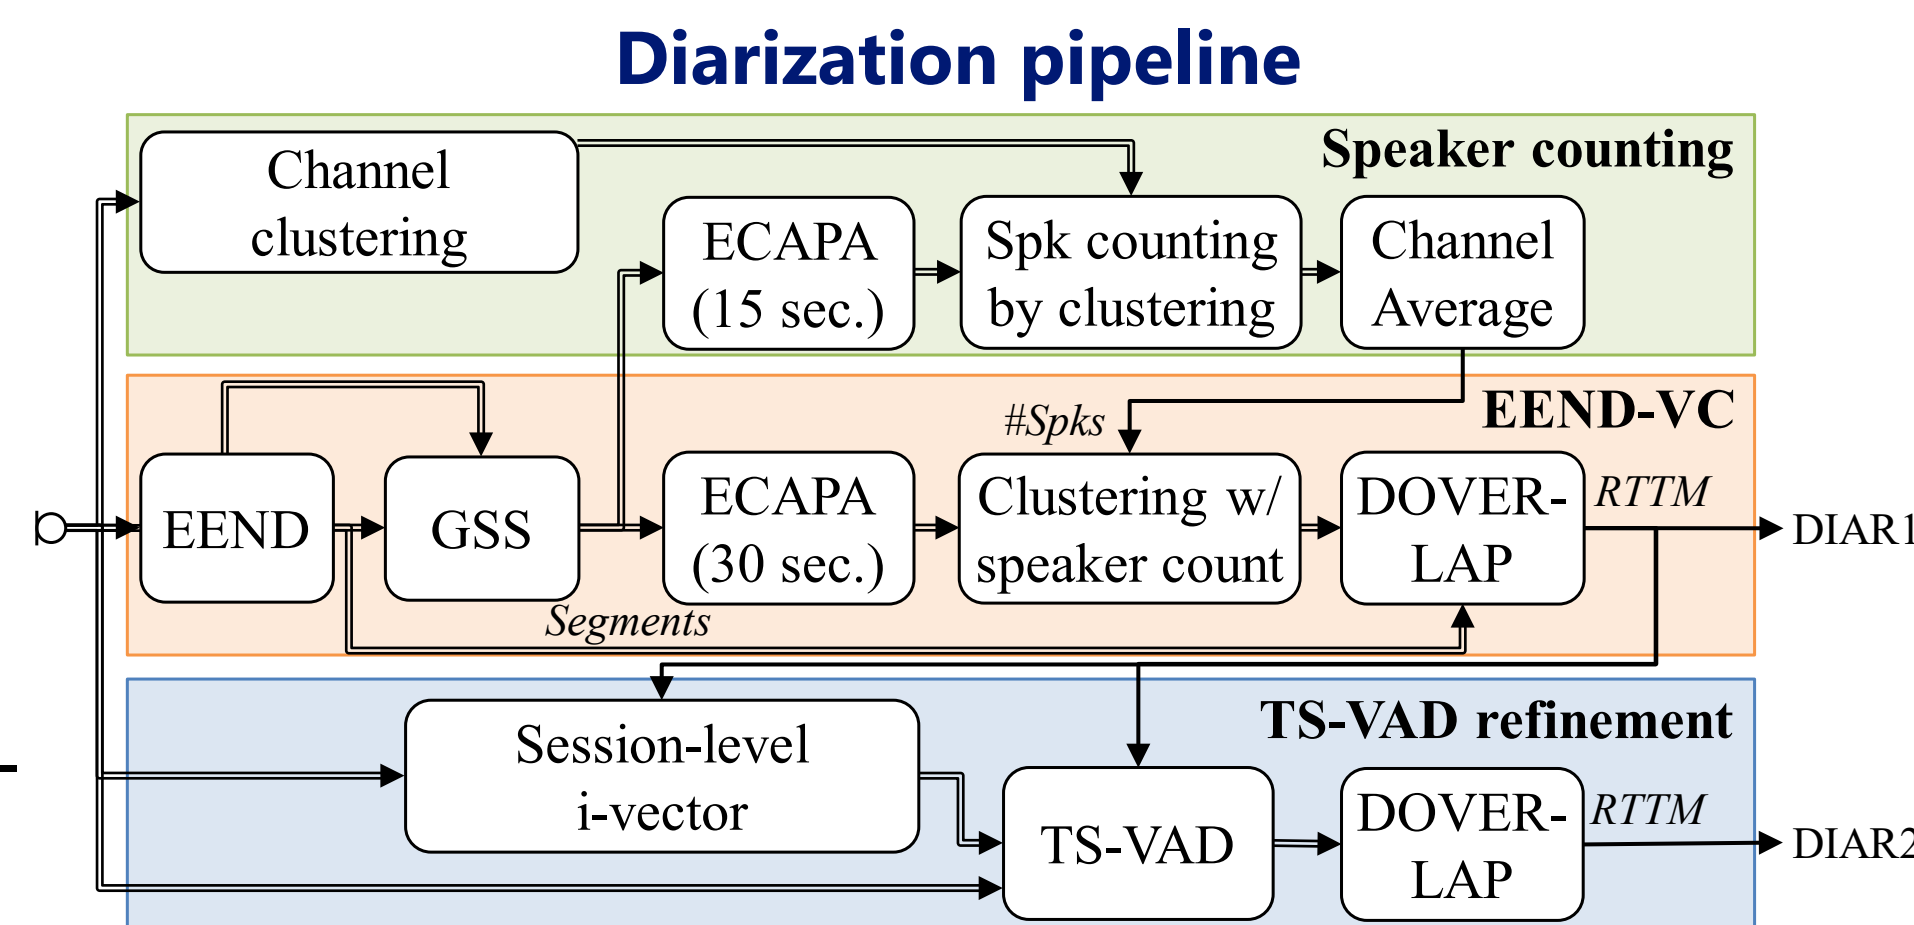 Diarization pipeline
Speaker counting
Channel
clustering
ECAPA
(15 sec.)
Spk counting
by clustering
Channel
Average
EEND-VC
#Spks
EEND
GSS
ECAPA
(30 sec.)
Clustering w/
speaker count
DOVER-
LAP
RTTM
DIAR1
Segments
TS-VAD refinement
Session-level
i-vector
TS-VAD
DOVER-
LAP
RTTM
DIAR2